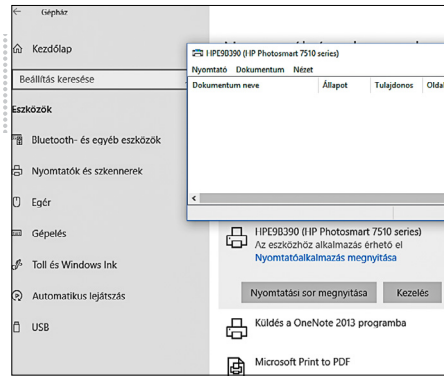 Gépház
Kezdőlap
Beállítás keresése
Eszközök
Bluetooth- és egyéb eszközök
Nyomtatók és szkennerek
Egér
Gépelés
Toll és Windows Ink
Automatikus lejátszás
USB
HPE9B390 (HP Photosmart 7510 series)
Nyomtató Dokumentum Nézet
Dokumentum neve Állapot Tulajdonos
HPE9B390 (HP Photosmart 7510 series)
Az eszközhöz alkalmazás érhető el
Nyomtatóalkalmazás megnyitása
Nyomtatási sor megnyitása Kezelés
Küldés a OneNote 2013 programba
Microsoft Print to PDF